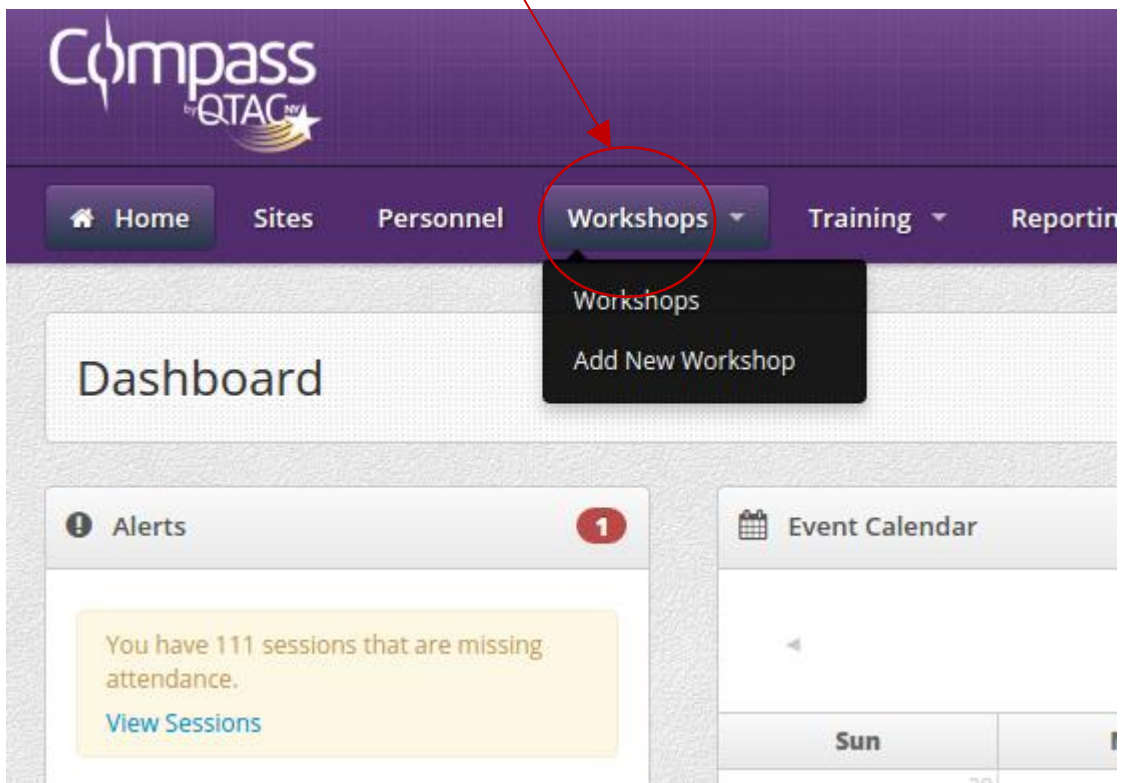 Compass
by QTAC NY
Home Sites Personnel Workshops Training Reportin
Workshops
Add New Workshop
Dashboard
Alerts 1
Event Calendar
You have 111 sessions that are missing
attendance.
View Sessions
Sun